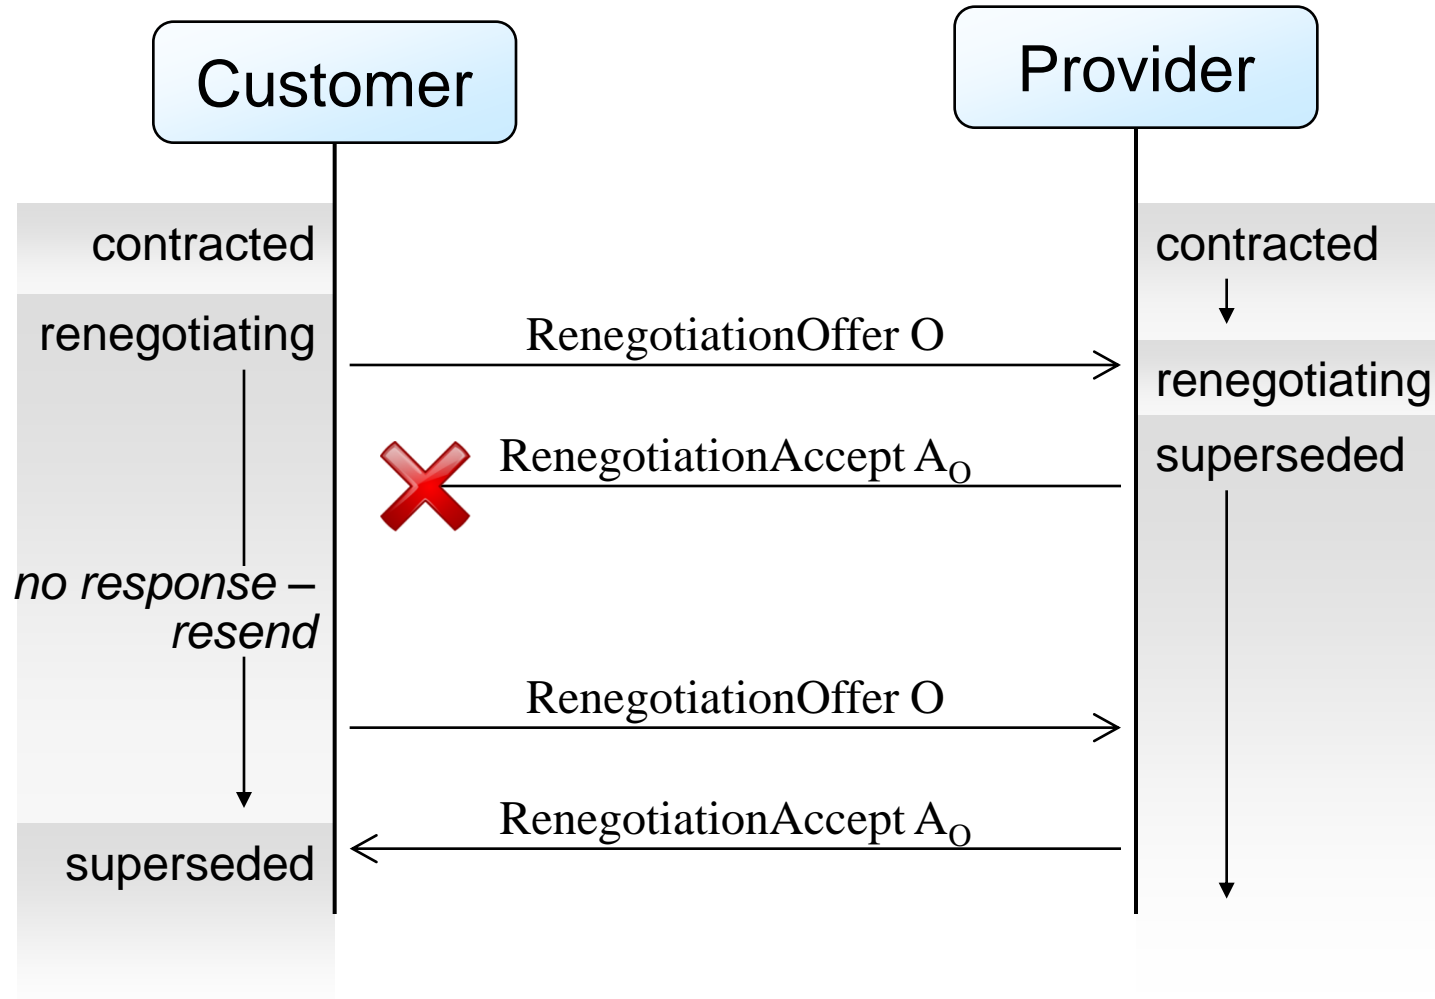 Customer
Provider
contracted
contracted
renegotiating
RenegotiationOffer O
renegotiating
RenegotiationAccept A_O
superseded
no response –
resend
RenegotiationOffer O
RenegotiationAccept A_O
superseded